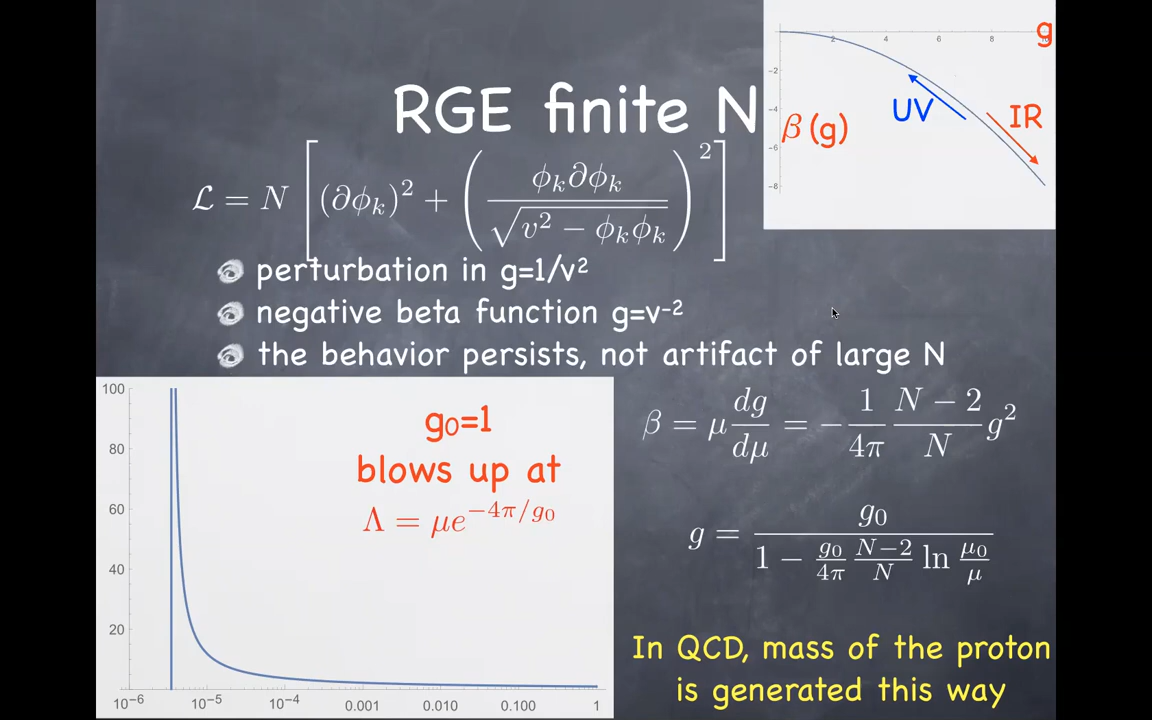 RGE finite N
β(g)
UV
IR
g
2 4 6 8
-2
-4
-6
-8
ℒ = N [ (∂ϕ_k)² + ( ϕ_k∂ϕ_k / √(v² − ϕ_kϕ_k) )² ]
perturbation in g=1/v²
negative beta function g=v⁻²
the behavior persists, not artifact of large N
100
80
60
40
20
10⁻⁶ 10⁻⁵ 10⁻⁴ 0.001 0.010 0.100 1
g₀=1
blows up at
Λ = μe^{−4π/g₀}
β = μ dg/dμ = − 1/4π N − 2/N g²
g = g₀ / (1 − g₀/4π N−2/N ln μ₀/μ)
In QCD, mass of the proton
is generated this way